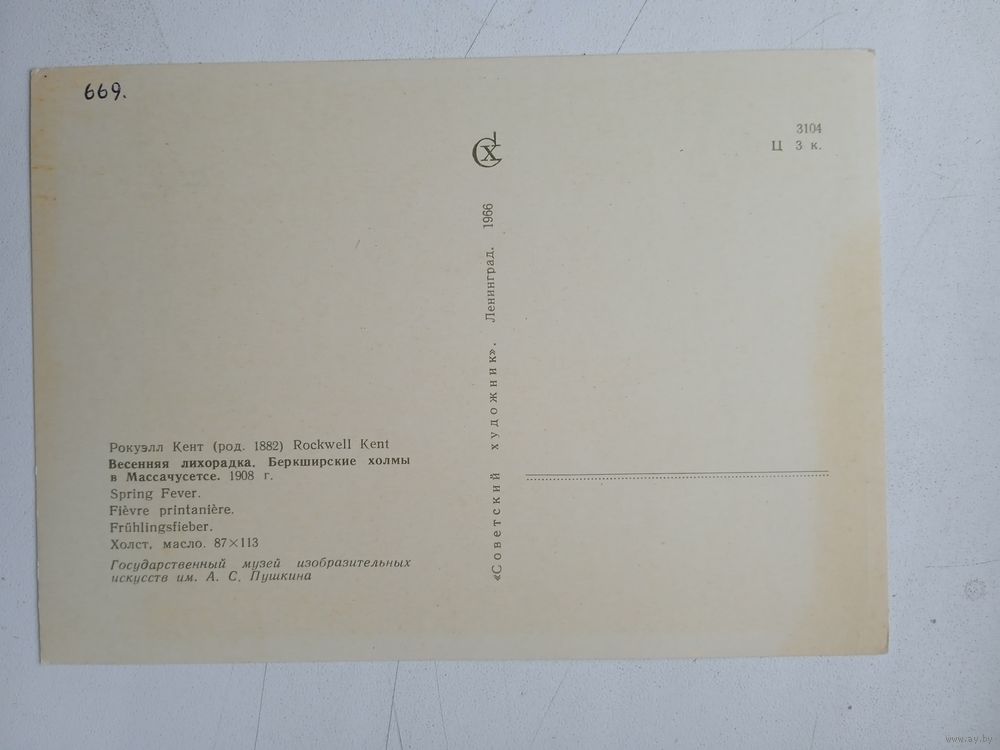 669.
3104
Ц 3 к.
Рокуэлл Кент (род. 1882) Rockwell Kent
Весенняя лихорадка. Беркширские холмы
в Массачусетсе. 1908 г.
Spring Fever.
Fièvre printanière.
Frühlingsfieber.
Холст, масло. 87×113
Государственный музей изобразительных
искусств им. А. С. Пушкина
«Советский художник». Ленинград. 1966
www.ay.by